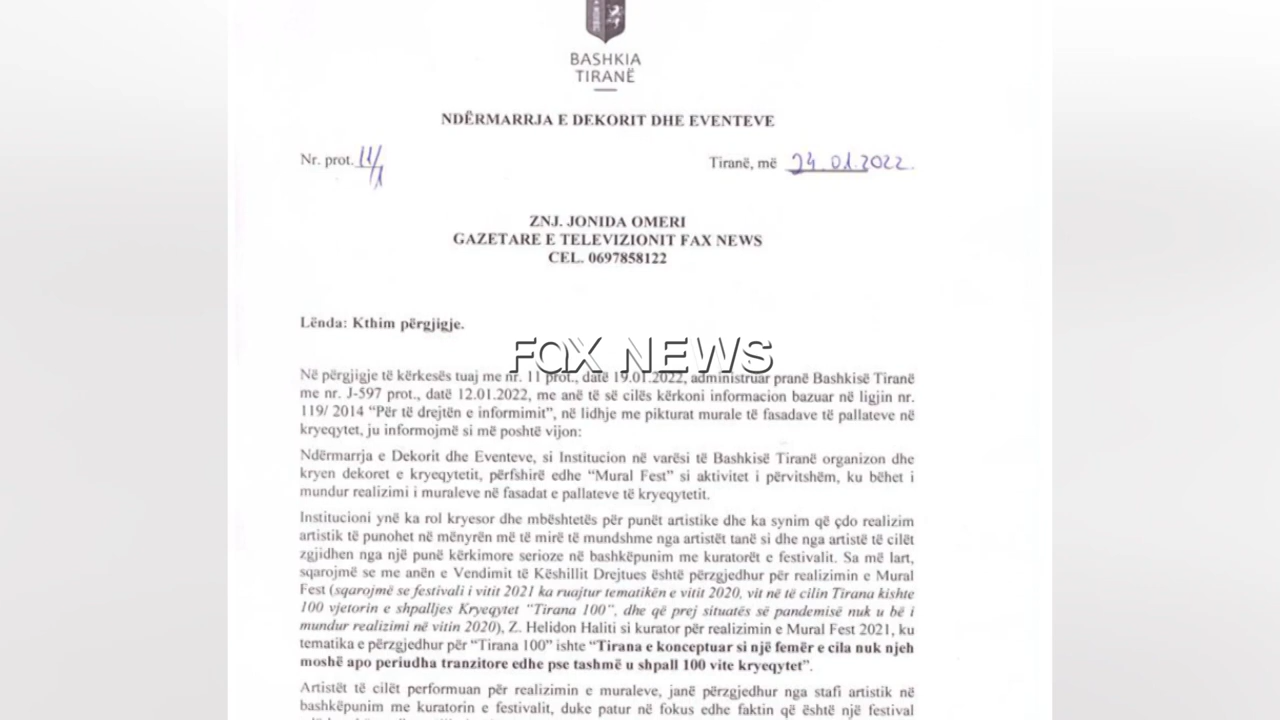 BASHKIA
TIRANË
NDËRMARRJA E DEKORIT DHE EVENTEVE
Nr. prot. 11/1 Tiranë, më 24.01.2022.
ZNJ. JONIDA OMERI
GAZETARE E TELEVIZIONIT FAX NEWS
CEL. 0697858122
Lënda: Kthim përgjigje.
FAX NEWS
Në përgjigje të kërkesës tuaj me nr. 11 prot., datë 19.01.2022, administruar pranë Bashkisë Tiranë
me nr. J-597 prot., datë 12.01.2022, me anë të së cilës kërkoni informacion bazuar në ligjin nr.
119/ 2014 “Për të drejtën e informimit”, në lidhje me pikturat murale të fasadave të pallateve në
kryeqytet, ju informojmë si më poshtë vijon:
Ndërmarrja e Dekorit dhe Eventeve, si Institucion në varësi të Bashkisë Tiranë organizon dhe
kryen dekoret e kryeqytetit, përfshirë edhe “Mural Fest” si aktivitet i përvitshëm, ku bëhet i
mundur realizimi i muraleve në fasadat e pallateve të kryeqytetit.
Institucioni ynë ka rol kryesor dhe mbështetës për punët artistike dhe ka synim që çdo realizim
artistik të punohet në mënyrën më të mirë të mundshme nga artistët tanë si dhe nga artistë të cilët
zgjidhen nga një punë kërkimore serioze në bashkëpunim me kuratorët e festivalit. Sa më lart,
sqarojmë se me anën e Vendimit të Këshillit Drejtues është përzgjedhur për realizimin e Mural
Fest (sqarojmë se festivali i vitit 2021 ka ruajtur tematikën e vitit 2020, vit në të cilin Tirana kishte
100 vjetorin e shpalljes Kryeqytet "Tirana 100", dhe që prej situatës së pandemisë nuk u bë i
mundur realizimi në vitin 2020), Z. Helidon Haliti si kurator për realizimin e Mural Fest 2021, ku
tematika e përzgjedhur për “Tirana 100” ishte “Tirana e konceptuar si një femër e cila nuk njeh
moshë apo periudha tranzitore edhe pse tashmë u shpall 100 vite kryeqytet”.
Artistët të cilët performuan për realizimin e muraleve, janë përzgjedhur nga stafi artistik në
bashkëpunim me kuratorin e festivalit, duke patur në fokus edhe faktin që është një festival